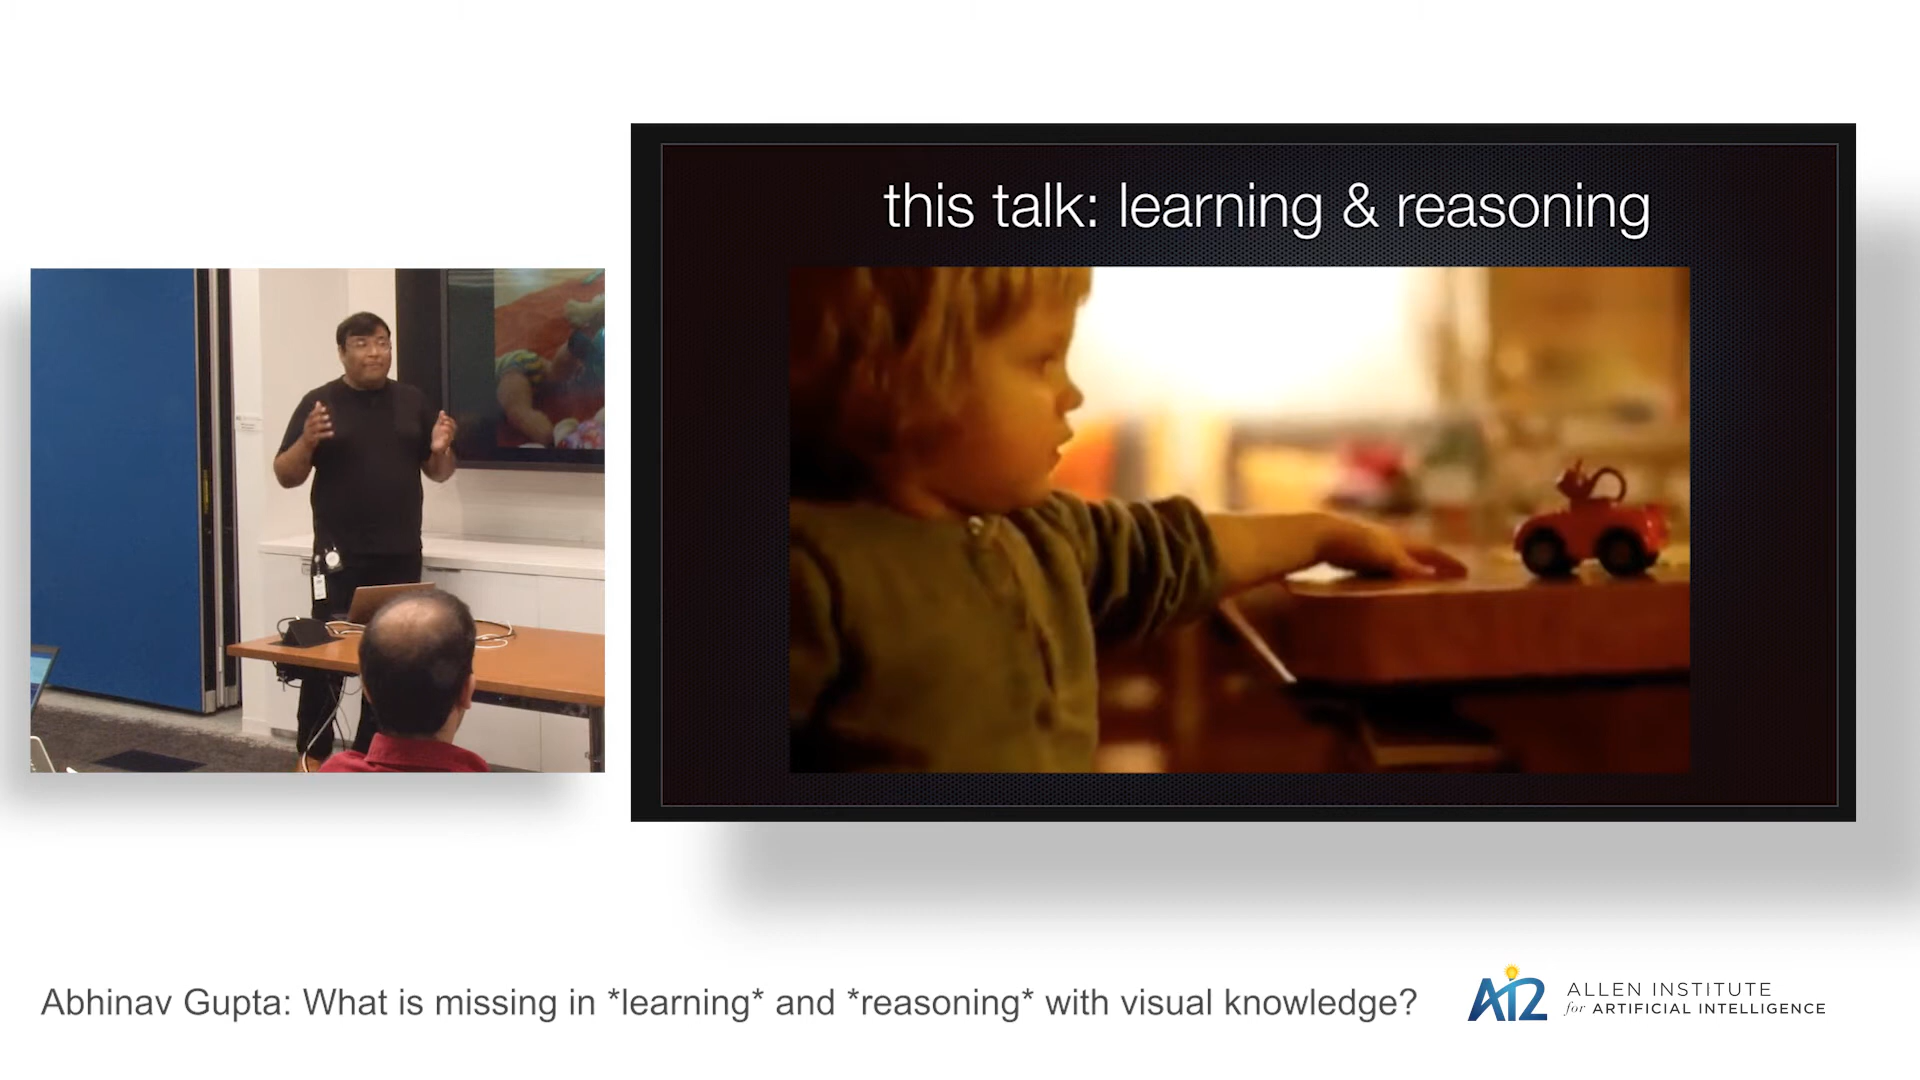 this talk: learning & reasoning
Abhinav Gupta: What is missing in *learning* and *reasoning* with visual knowledge?
AI2
ALLEN INSTITUTE
for ARTIFICIAL INTELLIGENCE